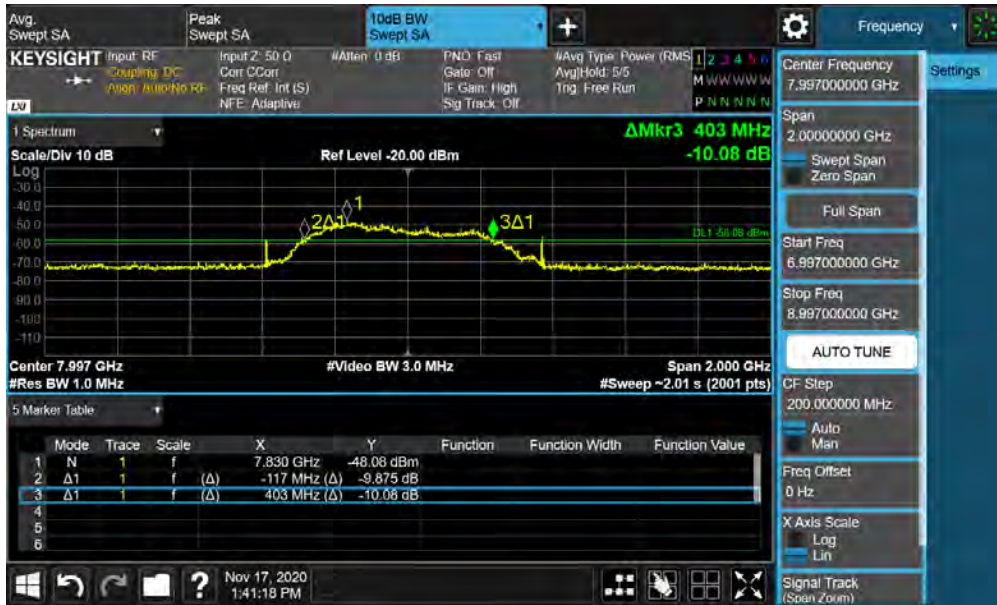 Avg.
Swept SA
Peak
Swept SA
10dB BW
Swept SA
Frequency
KEYSIGHT
Input: RF
Coupling: DC
Align: Auto/No RF
Input Z: 50 Ω
Corr CCorr
Freq Ref: Int (S)
NFE: Adaptive
#Atten: 0 dB
PNO: Fast
Gate: Off
IF Gain: High
Sig Track: Off
#Avg Type: Power (RMS
Avg|Hold: 5/5
Trig: Free Run
1 2 3 4 5 6
M W W W W W
P N N N N N
LXI
1 Spectrum
Scale/Div 10 dB
Ref Level -20.00 dBm
ΔMkr3 403 MHz
-10.08 dB
Log
-30.0
-40.0
-50.0
-60.0
-70.0
-80.0
-90.0
-100
-110
1
2Δ1
3Δ1
DL1 -58.08 dBm
Center 7.997 GHz
#Video BW 3.0 MHz
Span 2.000 GHz
#Res BW 1.0 MHz
#Sweep ~2.01 s (2001 pts)
5 Marker Table
Mode Trace Scale X Y Function Function Width Function Value
1 N 1 f 7.830 GHz -48.08 dBm
2 Δ1 1 f (Δ) -117 MHz (Δ) -9.875 dB
3 Δ1 1 f (Δ) 403 MHz (Δ) -10.08 dB
4
5
6
Nov 17, 2020
1:41:18 PM
Center Frequency
7.997000000 GHz
Settings
Span
2.00000000 GHz
Swept Span
Zero Span
Full Span
Start Freq
6.997000000 GHz
Stop Freq
8.997000000 GHz
AUTO TUNE
CF Step
200.000000 MHz
Auto
Man
Freq Offset
0 Hz
X Axis Scale
Log
Lin
Signal Track
(Span Zoom)